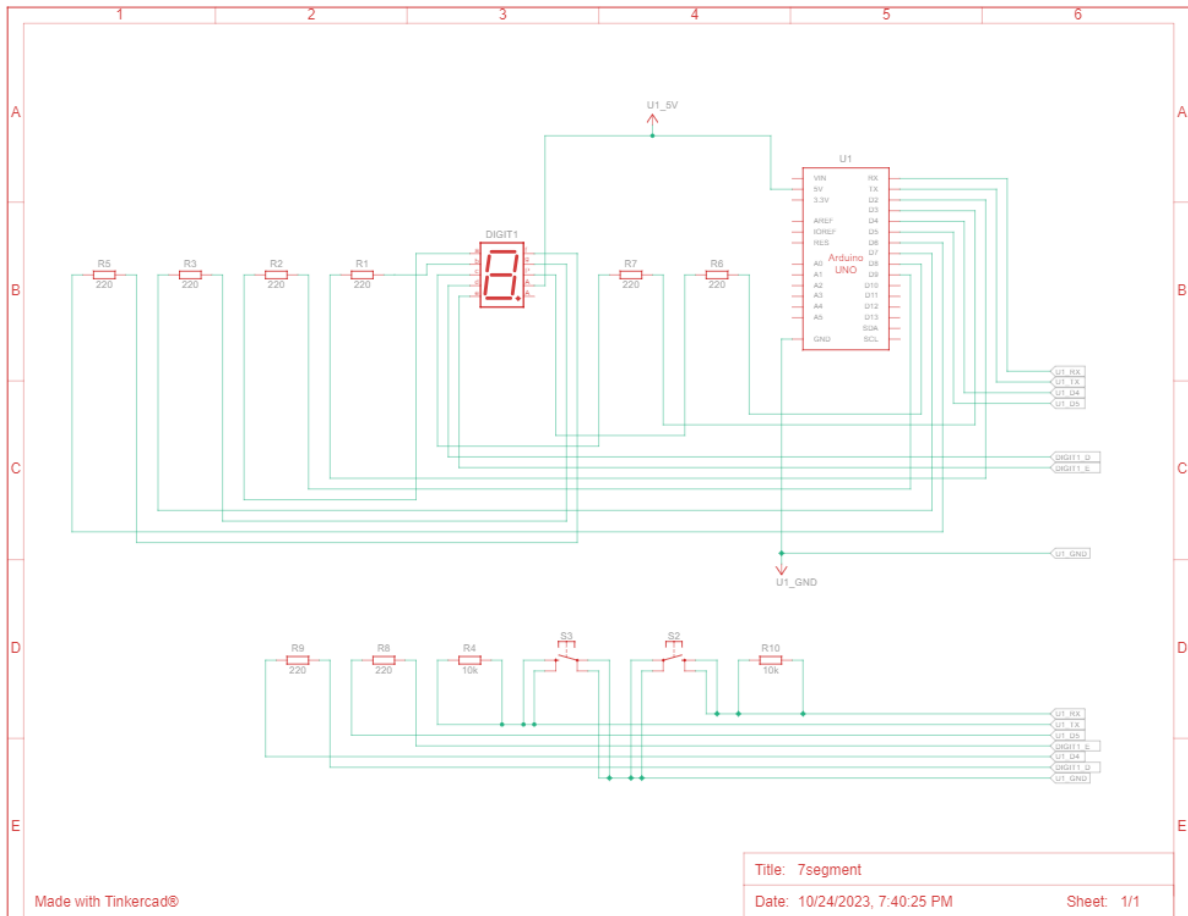 1 2 3 4 5 6
A A
U1_5V
U1
VIN RX
5V TX
3.3V D2
D3
AREF D4
IOREF D5
RES D6
D7
A0 D8
A1 D9
A2 D10
A3 D11
A4 D12
A5 D13
SDA
GND SCL
Arduino
UNO
DIGIT1
B B
R5 R3 R2 R1 R7 R6
220 220 220 220 220 220
U1_RX
U1_TX
U1_D4
U1_D5
C C
DIGIT1_D
DIGIT1_E
U1_GND
U1_GND
D D
R9 R8 R4 S3 S2 R10
220 220 10k 10k
U1_RX
U1_TX
U1_D5
DIGIT1_E
U1_D4
DIGIT1_D
U1_GND
E E
Title: 7segment
Made with Tinkercad®
Date: 10/24/2023, 7:40:25 PM Sheet: 1/1